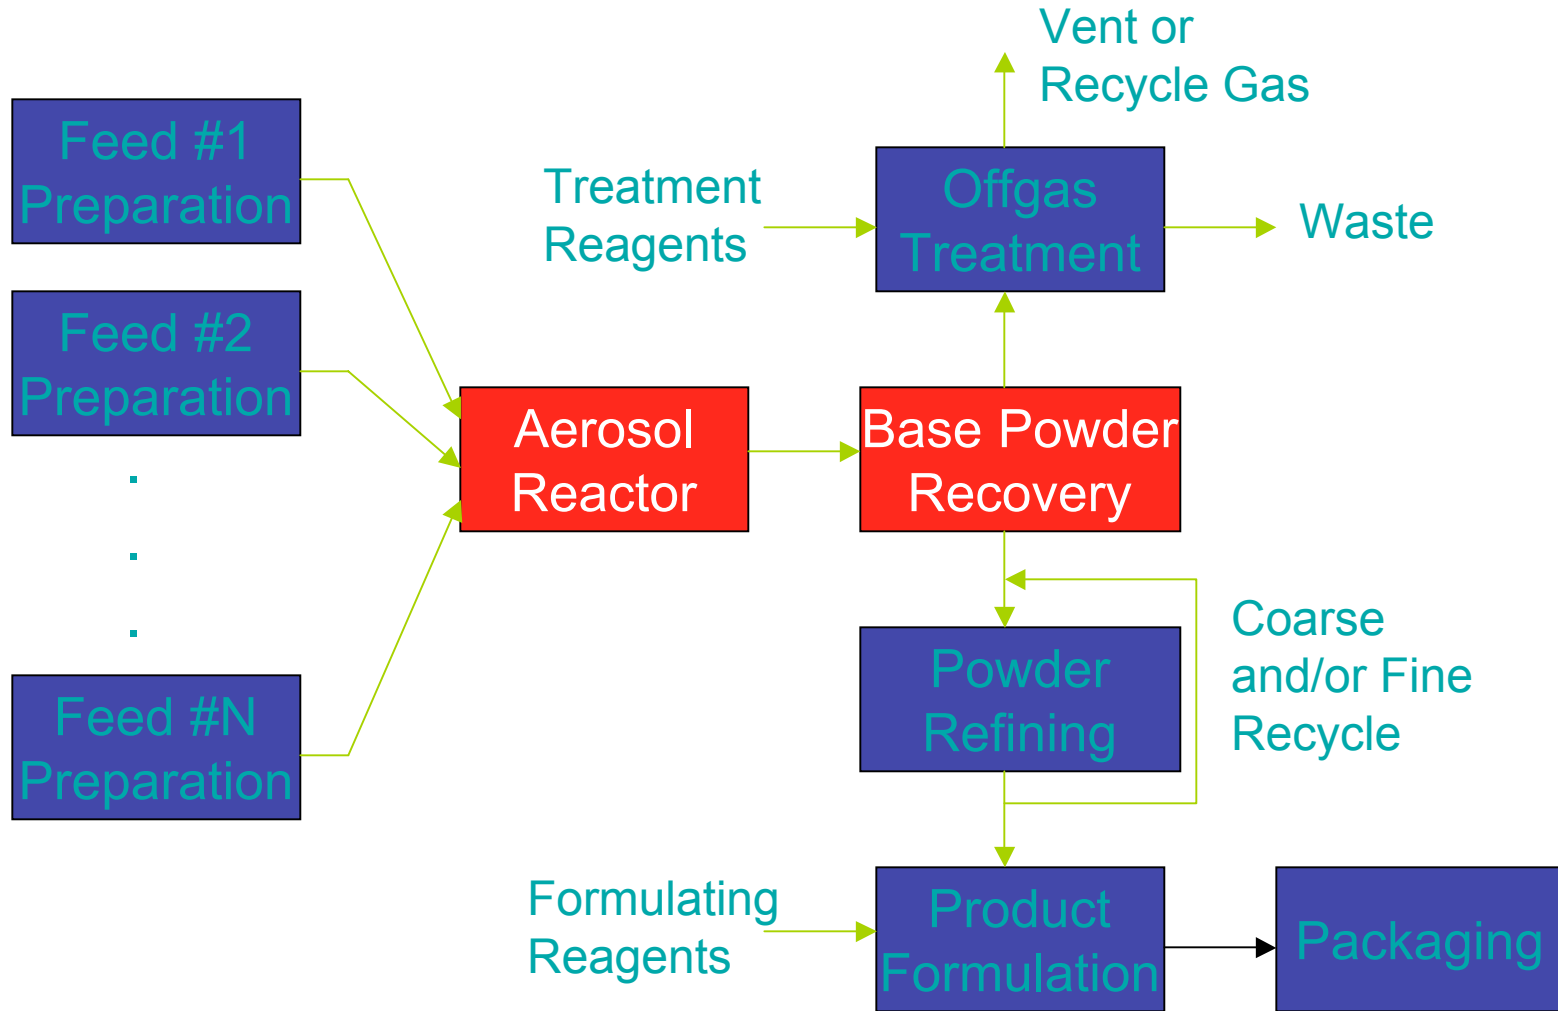 Vent or
Recycle Gas
Feed #1
Preparation
Treatment
Reagents
Offgas
Treatment
Waste
Feed #2
Preparation
Aerosol
Reactor
Base Powder
Recovery
Feed #N
Preparation
Powder
Refining
Coarse
and/or Fine
Recycle
Formulating
Reagents
Product
Formulation
Packaging